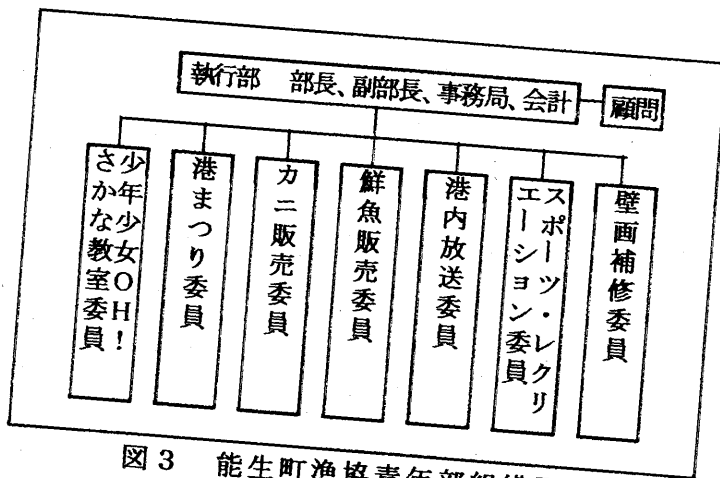 執行部 部長、副部長、事務局、会計
顧問
少年少女OH!
さかな教室委員
港まつり委員
カニ販売委員
鮮魚販売委員
港内放送委員
スポーツ・レクリ
エーション委員
壁画補修委員
図3 能生町漁協青年部組織